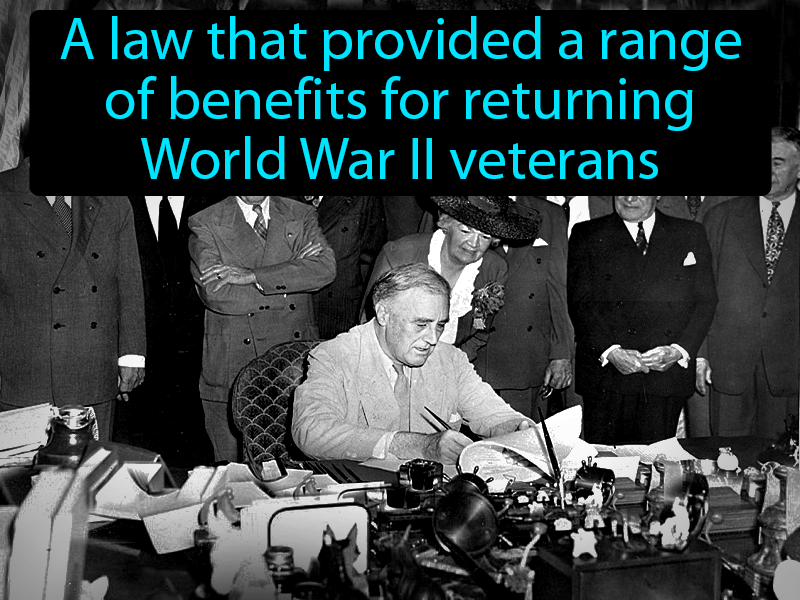 A law that provided a range
of benefits for returning
World War II veterans